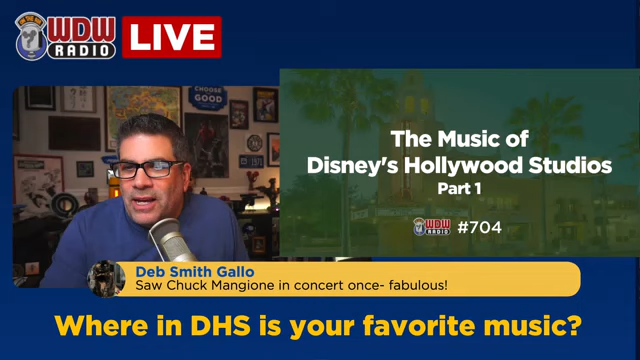 WDW
RADIO
LIVE
CHOOSE
GOOD
1971
The Music of
Disney's Hollywood Studios
Part 1
WDW
RADIO
#704
Deb Smith Gallo
Saw Chuck Mangione in concert once- fabulous!
Where in DHS is your favorite music?